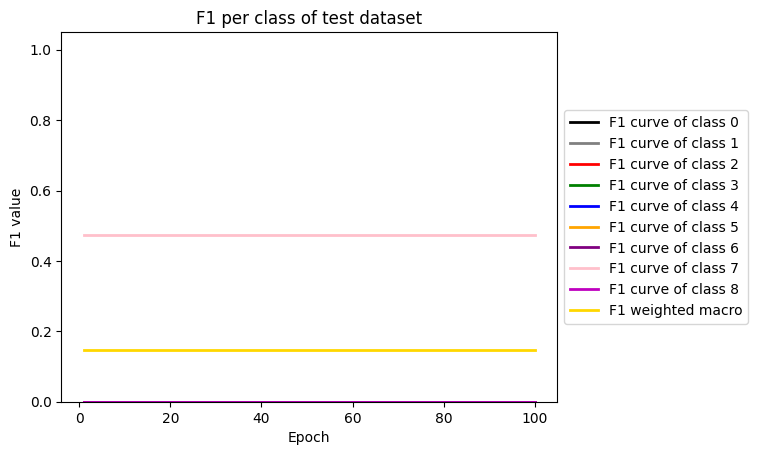 F1 per class of test dataset
1.0
0.8
0.6
0.4
0.2
0.0
F1 value
0
20
40
60
80
100
Epoch
F1 curve of class 0
F1 curve of class 1
F1 curve of class 2
F1 curve of class 3
F1 curve of class 4
F1 curve of class 5
F1 curve of class 6
F1 curve of class 7
F1 curve of class 8
F1 weighted macro